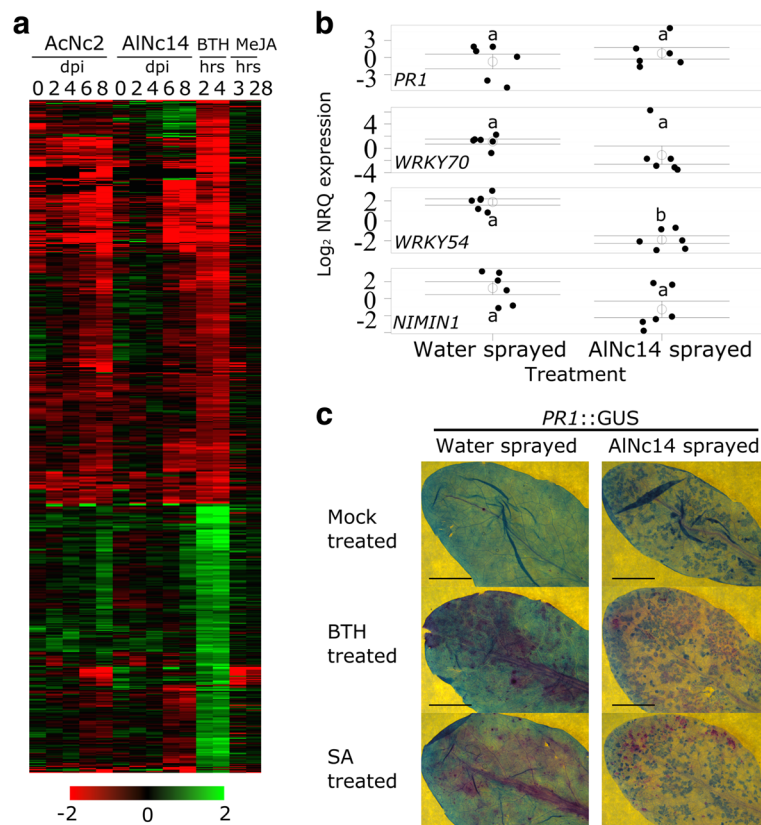 a
AcNc2 AlNc14 BTH MeJA
dpi dpi hrs hrs
0 2 4 6 8 0 2 4 6 8 2 4 3 28
-2 0 2
b
Log₂ NRQ expression
3
0
-3
PR1
a a
4
0
-4
WRKY70
a a
2
0
-2
WRKY54
a b
2
0
-2
NIMIN1
a a
Water sprayed AlNc14 sprayed
Treatment
c
PR1::GUS
Water sprayed AlNc14 sprayed
Mock
treated
BTH
treated
SA
treated